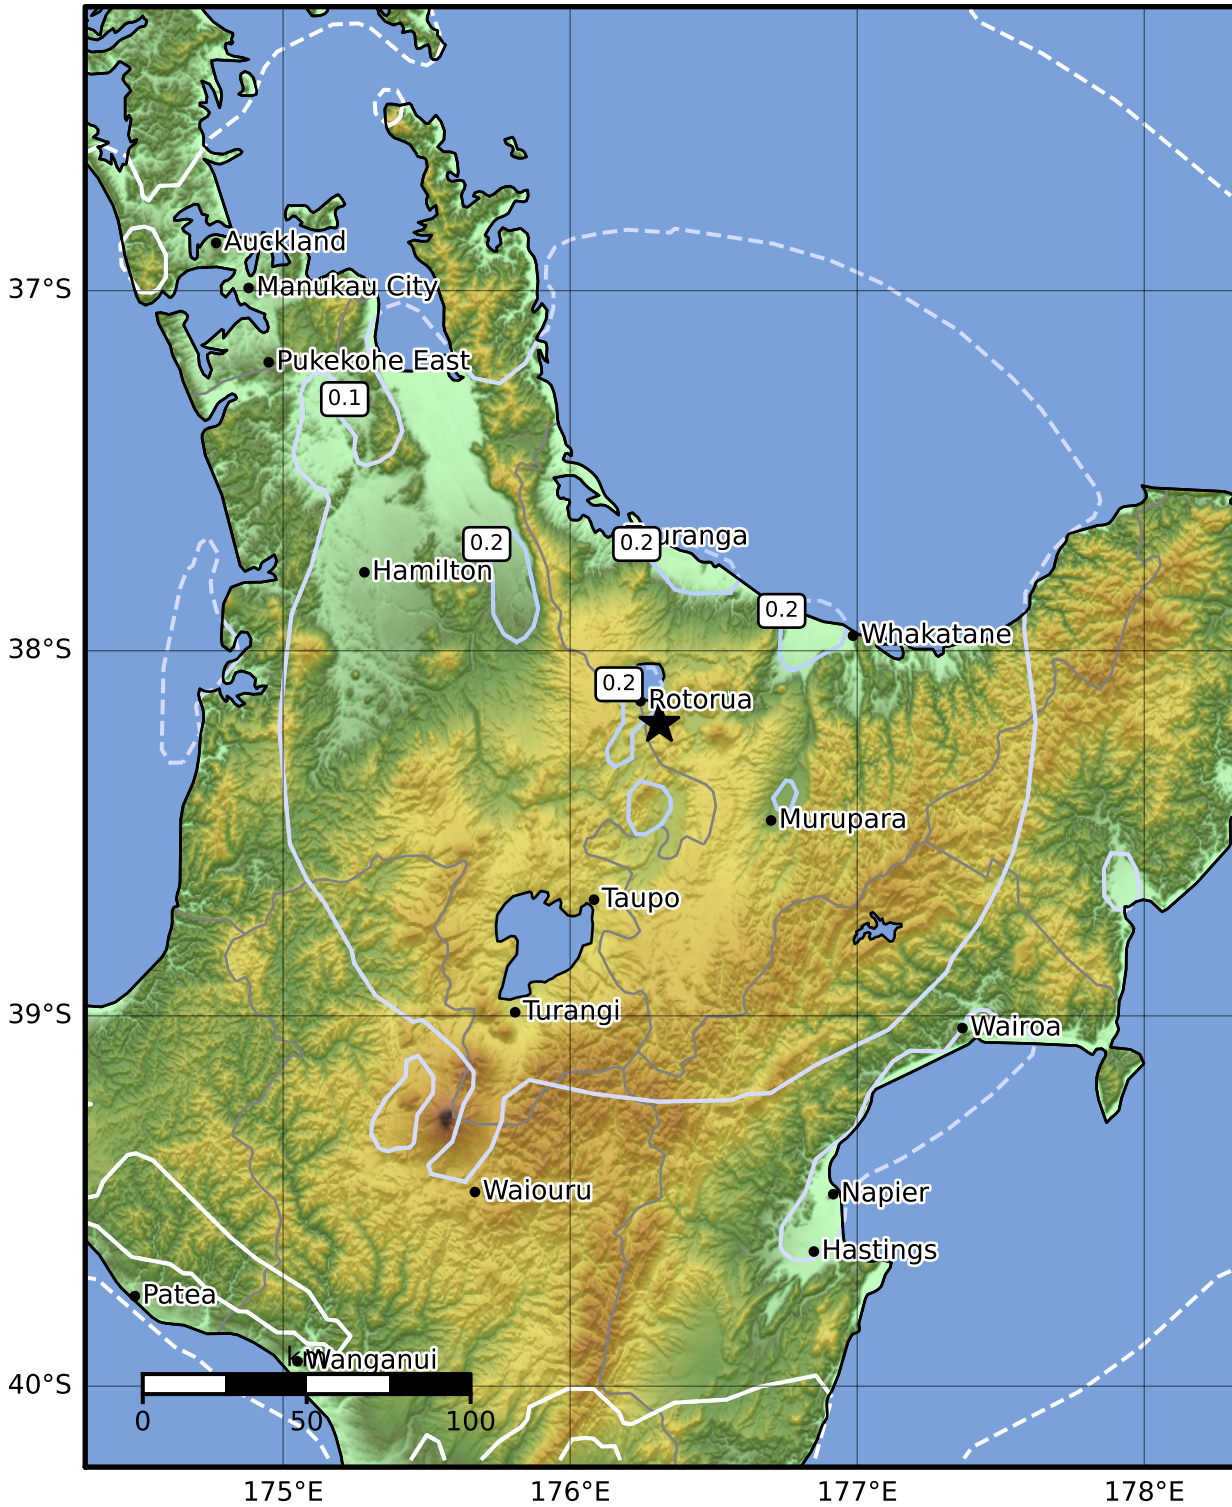 Auckland
37°S
Manukau City
Pukekohe East
0.1
0.2
0.2
uranga
Hamilton
0.2
Whakatane
38°S
0.2
Rotorua
Murupara
Taupo
Turangi
39°S
Wairoa
Waiouru
Napier
Hastings
Patea
km
Wanganui
40°S
0
50
100
175°E
176°E
177°E
178°E